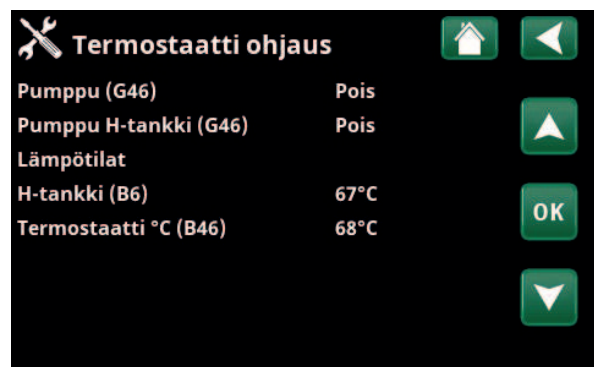 Termostaatti ohjaus
Pumppu (G46) Pois
Pumppu H-tankki (G46) Pois
Lämpötilat
H-tankki (B6) 67°C
OK
Termostaatti °C (B46) 68°C